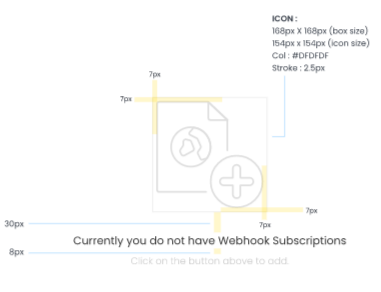 ICON :
168px X 168px (box size)
154px x 154px (icon size)
Col : #DFDFDF
Stroke : 2.5px
7px
7px
7px
7px
30px
Currently you do not have Webhook Subscriptions
8px
Click on the button above to add.